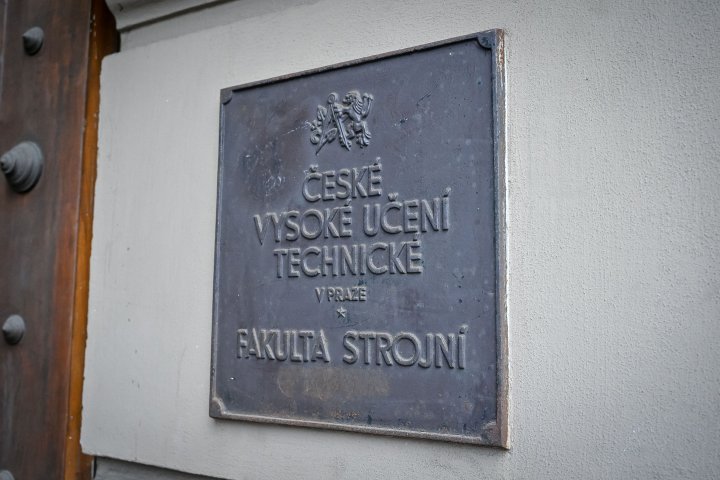 ČESKÉ
VYSOKÉ UČENÍ
TECHNICKÉ
V PRAZE
★
FAKULTA STROJNÍ